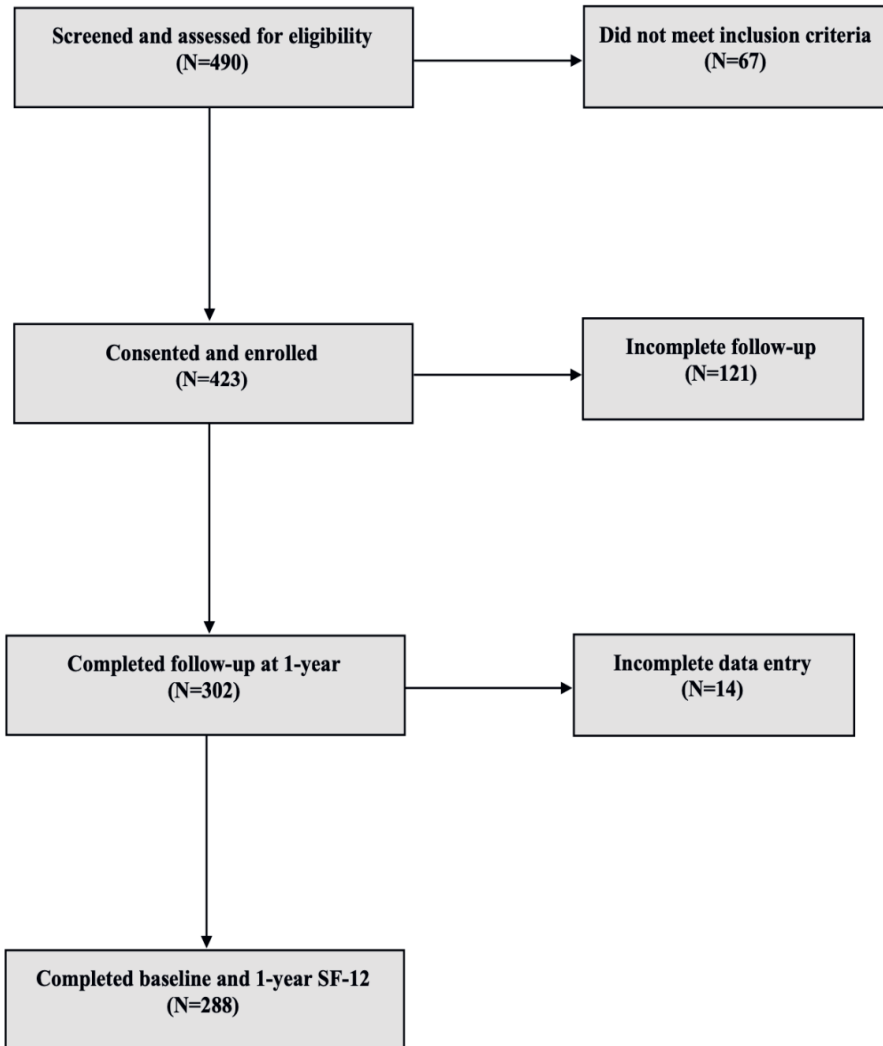 Screened and assessed for eligibility
(N=490)
Did not meet inclusion criteria
(N=67)
Consented and enrolled
(N=423)
Incomplete follow-up
(N=121)
Completed follow-up at 1-year
(N=302)
Incomplete data entry
(N=14)
Completed baseline and 1-year SF-12
(N=288)